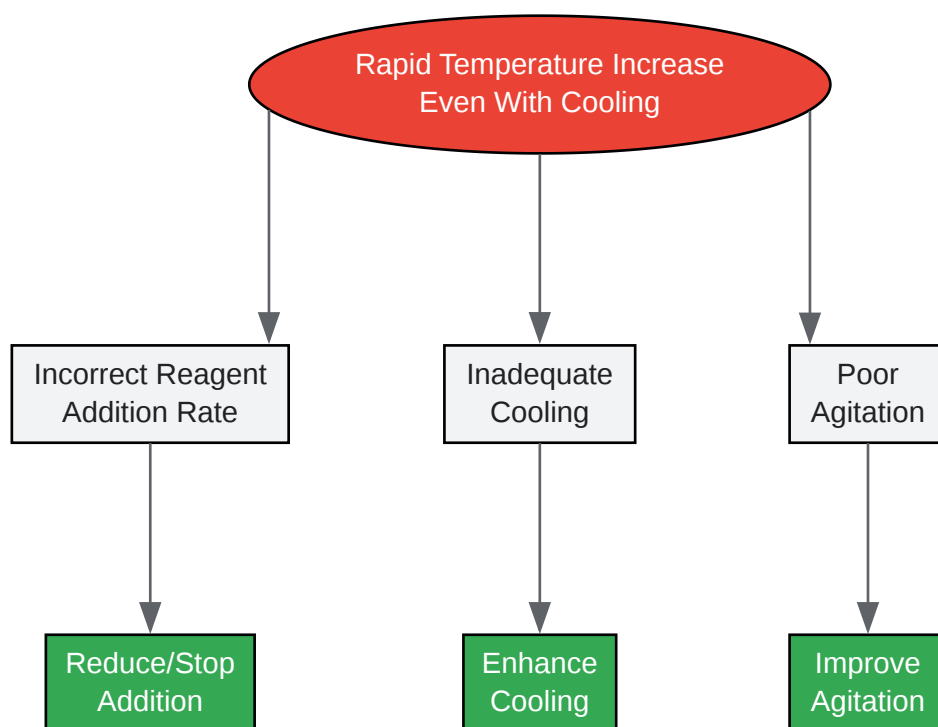 Rapid Temperature Increase
Even With Cooling
Incorrect Reagent
Addition Rate
Inadequate
Cooling
Poor
Agitation
Reduce/Stop
Addition
Enhance
Cooling
Improve
Agitation